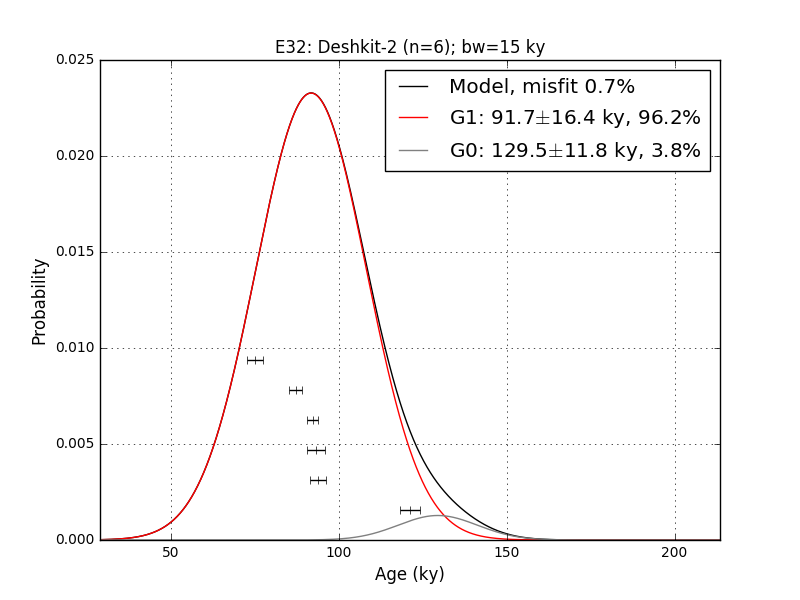 E32: Deshkit-2 (n=6); bw=15 ky
Model, misfit 0.7%
G1: 91.7±16.4 ky, 96.2%
G0: 129.5±11.8 ky, 3.8%
0.025
0.020
0.015
0.010
0.005
0.000
Probability
50
100
150
200
Age (ky)